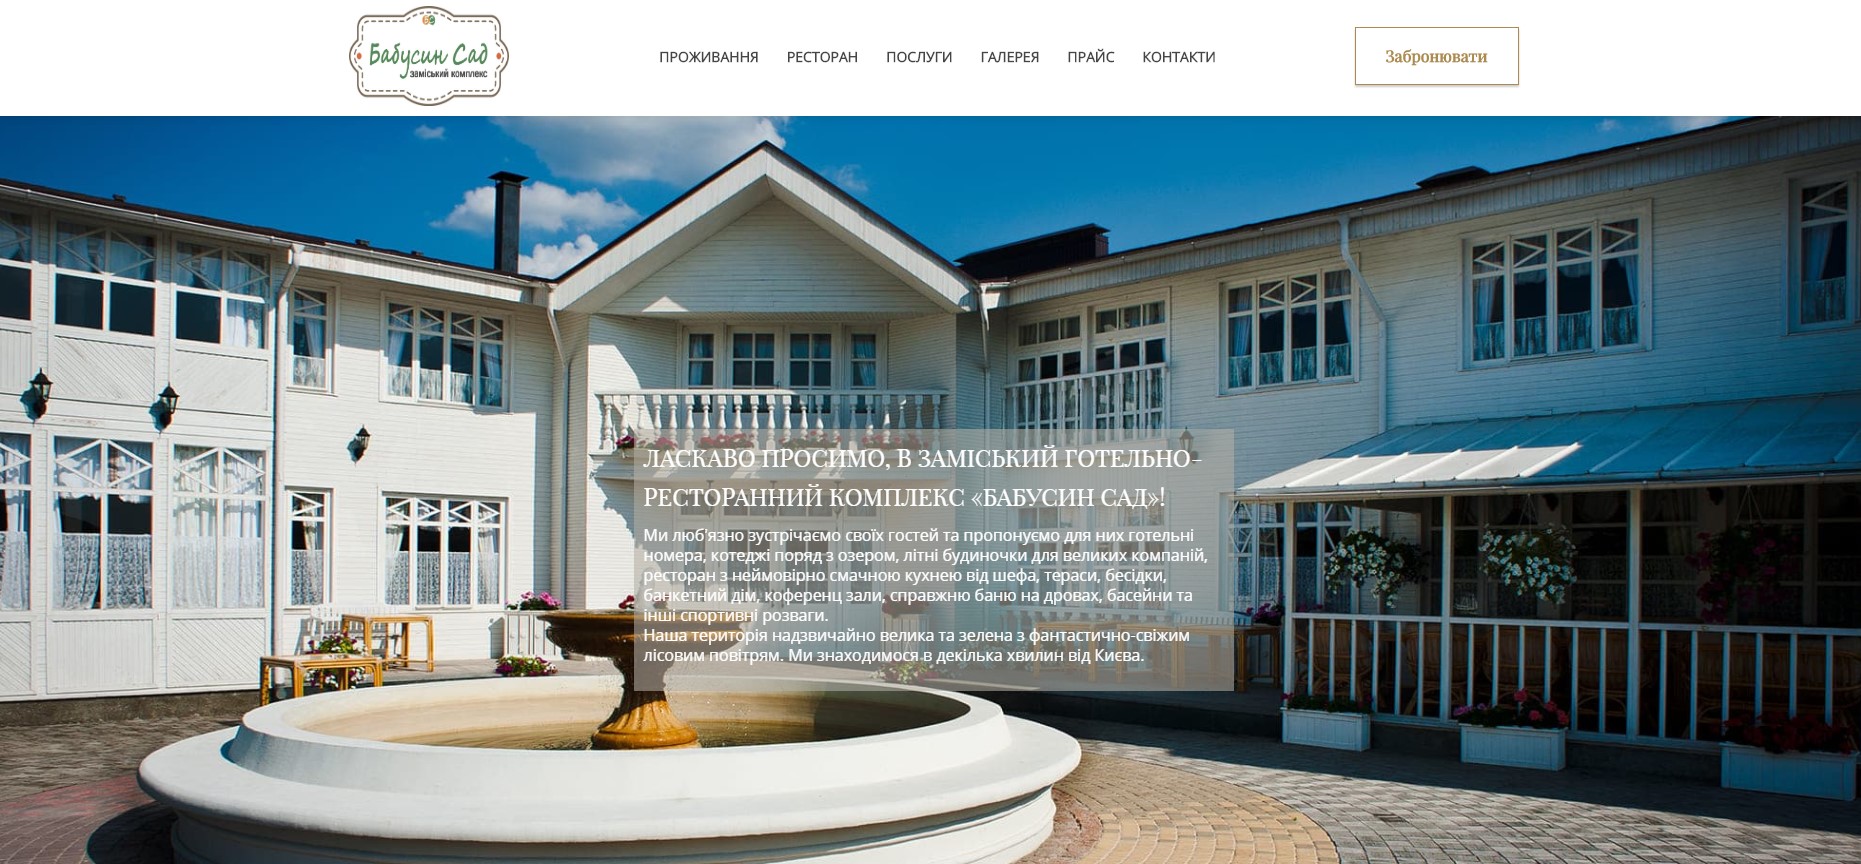 Бабусин Сад
заміський комплекс
ПРОЖИВАННЯ РЕСТОРАН ПОСЛУГИ ГАЛЕРЕЯ ПРАЙС КОНТАКТИ
Забронювати
ЛАСКАВО ПРОСИМО, В ЗАМІСЬКИЙ ГОТЕЛЬНО-
РЕСТОРАННИЙ КОМПЛЕКС «БАБУСИН САД»!
Ми люб'язно зустрічаємо своїх гостей та пропонуємо для них готельні
номера, котеджі поряд з озером, літні будиночки для великих компаній,
ресторан з неймовірно смачною кухнею від шефа, тераси, бесідки,
банкетний дім, коференц зали, справжню баню на дровах, басейни та
інші спортивні розваги.
Наша територія надзвичайно велика та зелена з фантастично-свіжим
лісовим повітрям. Ми знаходимося в декілька хвилин від Києва.